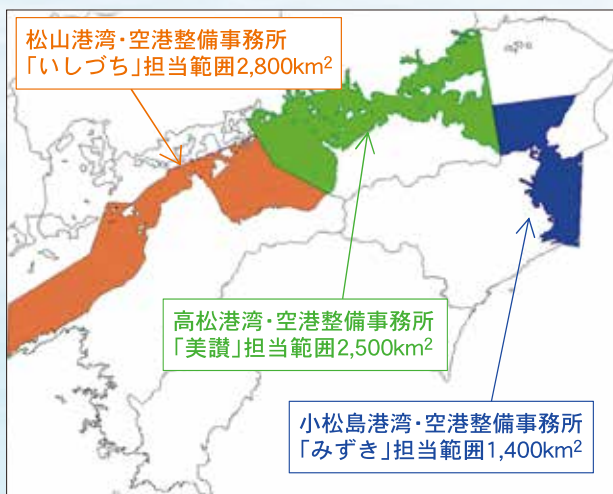 松山港湾・空港整備事務所
「いしづち」担当範囲2,800km²
高松港湾・空港整備事務所
「美讃」担当範囲2,500km²
小松島港湾・空港整備事務所
「みずき」担当範囲1,400km²